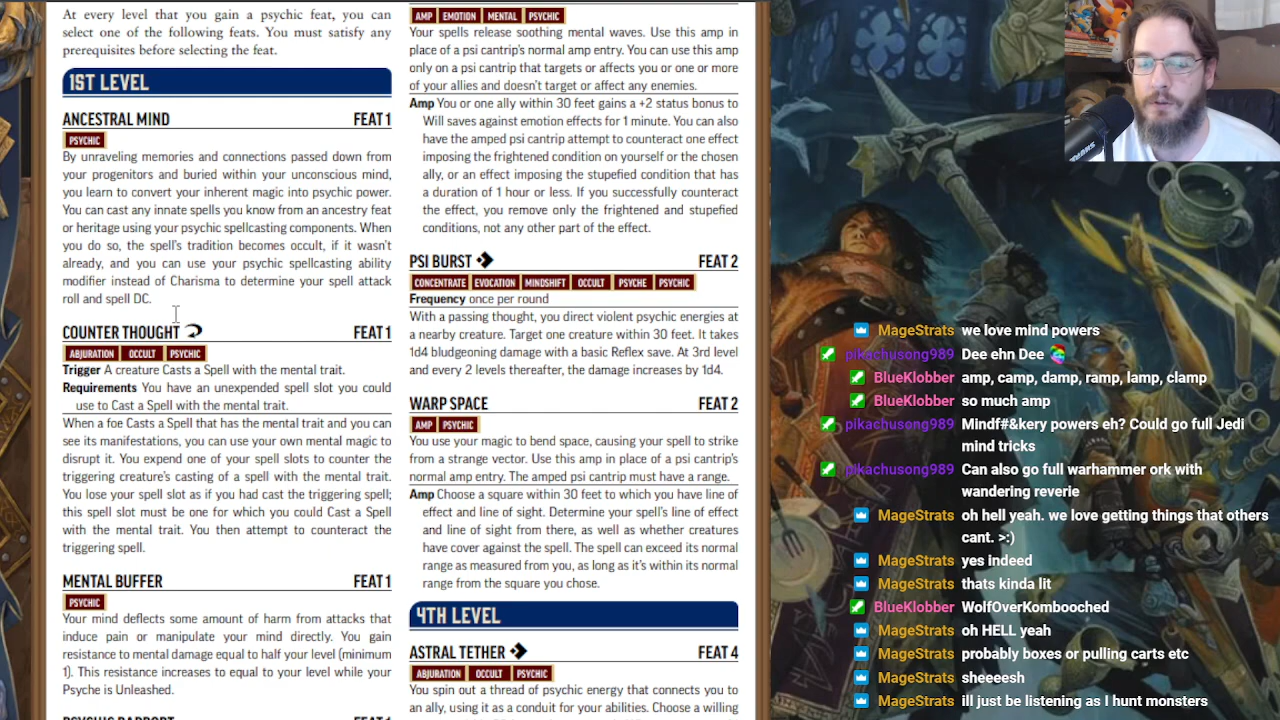 At every level that you gain a psychic feat, you can
select one of the following feats. You must satisfy any
prerequisites before selecting the feat.
1ST LEVEL
ANCESTRAL MIND FEAT 1
PSYCHIC
By unraveling memories and connections passed down from
your progenitors and buried within your unconscious mind,
you learn to convert your inherent magic into psychic power.
You can cast any innate spells you know from an ancestry feat
or heritage using your psychic spellcasting components. When
you do so, the spell's tradition becomes occult, if it wasn't
already, and you can use your psychic spellcasting ability
modifier instead of Charisma to determine your spell attack
roll and spell DC.
COUNTER THOUGHT FEAT 1
ABJURATION OCCULT PSYCHIC
Trigger A creature Casts a Spell with the mental trait.
Requirements You have an unexpended spell slot you could
use to Cast a Spell with the mental trait.
When a foe Casts a Spell that has the mental trait and you can
see its manifestations, you can use your own mental magic to
disrupt it. You expend one of your spell slots to counter the
triggering creature's casting of a spell with the mental trait.
You lose your spell slot as if you had cast the triggering spell;
this spell slot must be one for which you could Cast a Spell
with the mental trait. You then attempt to counteract the
triggering spell.
MENTAL BUFFER FEAT 1
PSYCHIC
Your mind deflects some amount of harm from attacks that
induce pain or manipulate your mind directly. You gain
resistance to mental damage equal to half your level (minimum
1). This resistance increases to equal to your level while your
Psyche is Unleashed.
PSYCHIC RAPPORT FEAT 1
AMP EMOTION MENTAL PSYCHIC
Your spells release soothing mental waves. Use this amp in
place of a psi cantrip's normal amp entry. You can use this amp
only on a psi cantrip that targets or affects you or one or more
of your allies and doesn't target or affect any enemies.
Amp You or one ally within 30 feet gains a +2 status bonus to
Will saves against emotion effects for 1 minute. You can also
have the amped psi cantrip attempt to counteract one effect
imposing the frightened condition on yourself or the chosen
ally, or an effect imposing the stupefied condition that has
a duration of 1 hour or less. If you successfully counteract
the effect, you remove only the frightened and stupefied
conditions, not any other part of the effect.
PSI BURST FEAT 2
CONCENTRATE EVOCATION MINDSHIFT OCCULT PSYCHE PSYCHIC
Frequency once per round
With a passing thought, you direct violent psychic energies at
a nearby creature. Target one creature within 30 feet. It takes
1d4 bludgeoning damage with a basic Reflex save. At 3rd level
and every 2 levels thereafter, the damage increases by 1d4.
WARP SPACE FEAT 2
AMP PSYCHIC
You use your magic to bend space, causing your spell to strike
from a strange vector. Use this amp in place of a psi cantrip's
normal amp entry. The amped psi cantrip must have a range.
Amp Choose a square within 30 feet to which you have line of
effect and line of sight. Determine your spell's line of effect
and line of sight from there, as well as whether creatures
have cover against the spell. The spell can exceed its normal
range as measured from you, as long as it's within its normal
range from the square you chose.
4TH LEVEL
ASTRAL TETHER FEAT 4
ABJURATION OCCULT PSYCHIC
You spin out a thread of psychic energy that connects you to
an ally, using it as a conduit for your abilities. Choose a willing
MageStrats we love mind powers
pikachusong989 Dee ehn Dee
BlueKlobber amp, camp, damp, ramp, lamp, clamp
BlueKlobber so much amp
pikachusong989 Mindf#&kery powers eh? Could go full Jedi
mind tricks
pikachusong989 Can also go full warhammer ork with
wandering reverie
MageStrats oh hell yeah. we love getting things that others
cant. >:)
MageStrats yes indeed
MageStrats thats kinda lit
BlueKlobber WolfOverKombooched
MageStrats oh HELL yeah
MageStrats probably boxes or pulling carts etc
MageStrats sheeeesh
MageStrats ill just be listening as I hunt monsters